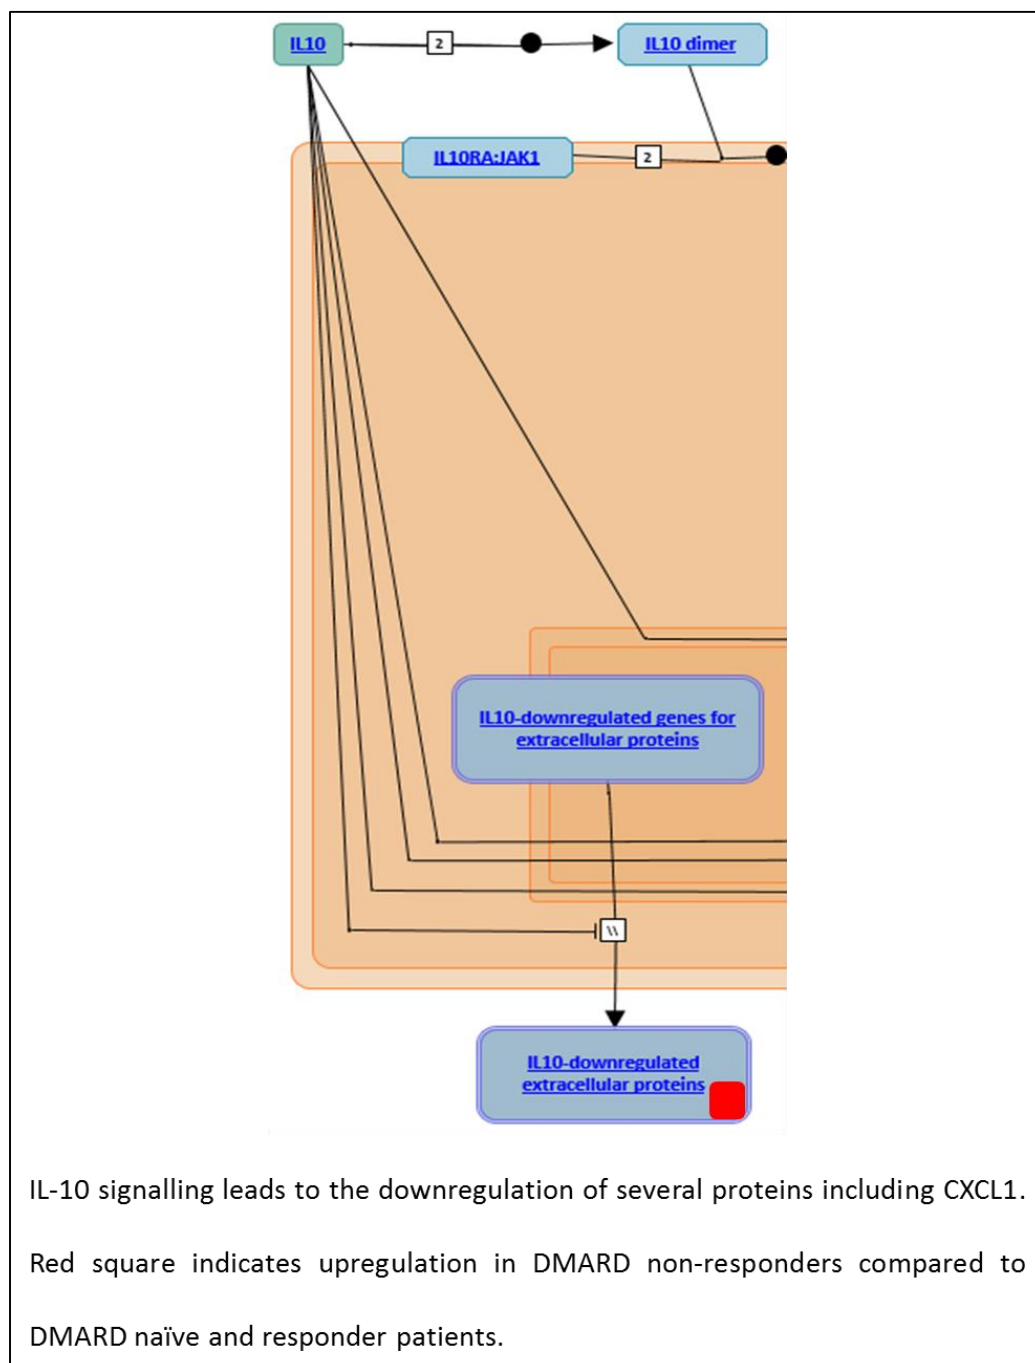 IL10
2
IL10 dimer
IL10RA:JAK1
2
IL10-downregulated genes for
extracellular proteins
\\
IL10-downregulated
extracellular proteins
IL-10 signalling leads to the downregulation of several proteins including CXCL1.
Red square indicates upregulation in DMARD non-responders compared to
DMARD naïve and responder patients.